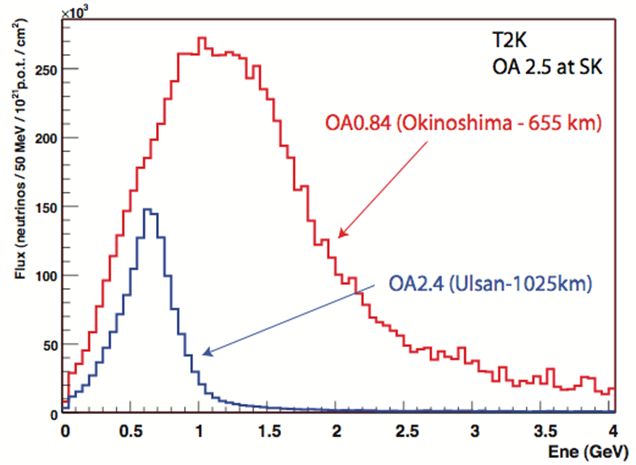 ×10³
T2K
OA 2.5 at SK
OA0.84 (Okinoshima - 655 km)
OA2.4 (Ulsan-1025km)
Flux (neutrinos / 50 MeV / 10²¹p.o.t. / cm²)
250
200
150
100
50
0
0 0.5 1 1.5 2 2.5 3 3.5 4
Ene (GeV)